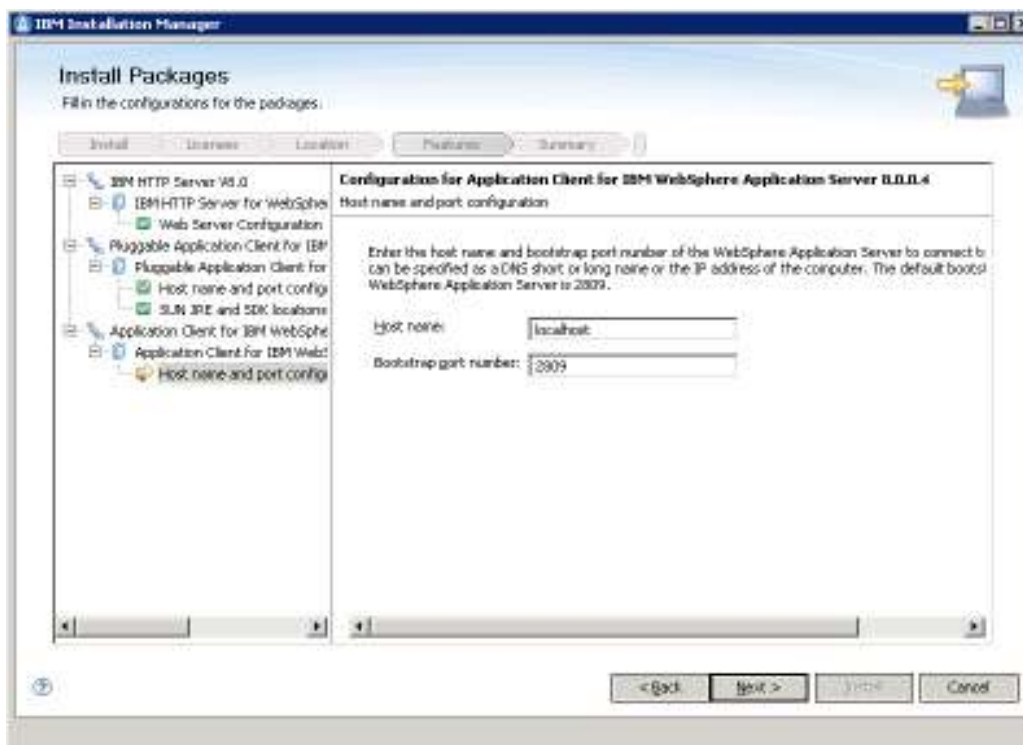 IBM Installation Manager
Install Packages
Fill in the configurations for the packages.
Install
Licenses
Location
Features
Summary
IBM HTTP Server V8.0
IBM HTTP Server for WebSphe
Web Server Configuration
Pluggable Application Client for IBM
Pluggable Application Client for
Host name and port config
SUN JRE and SDK locations
Application Client for IBM WebSphe
Application Client for IBM WebS
Host name and port config
Configuration for Application Client for IBM WebSphere Application Server 8.0.0.4
Host name and port configuration
Enter the host name and bootstrap port number of the WebSphere Application Server to connect t
can be specified as a DNS short or long name or the IP address of the computer. The default boots
WebSphere Application Server is 2809.
Host name:
localhost
Bootstrap port number:
2809
?
< Back
Next >
Install
Cancel